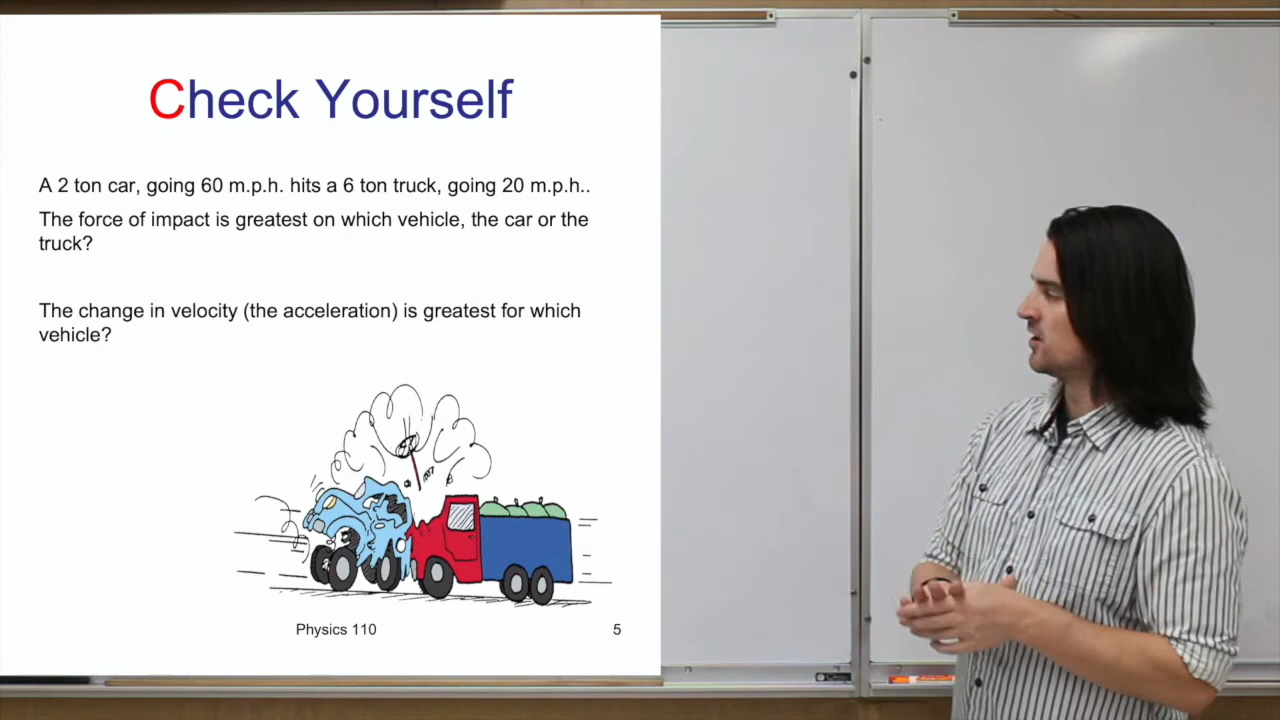 Check Yourself
A 2 ton car, going 60 m.p.h. hits a 6 ton truck, going 20 m.p.h..
The force of impact is greatest on which vehicle, the car or the
truck?
The change in velocity (the acceleration) is greatest for which
vehicle?
Physics 110
5